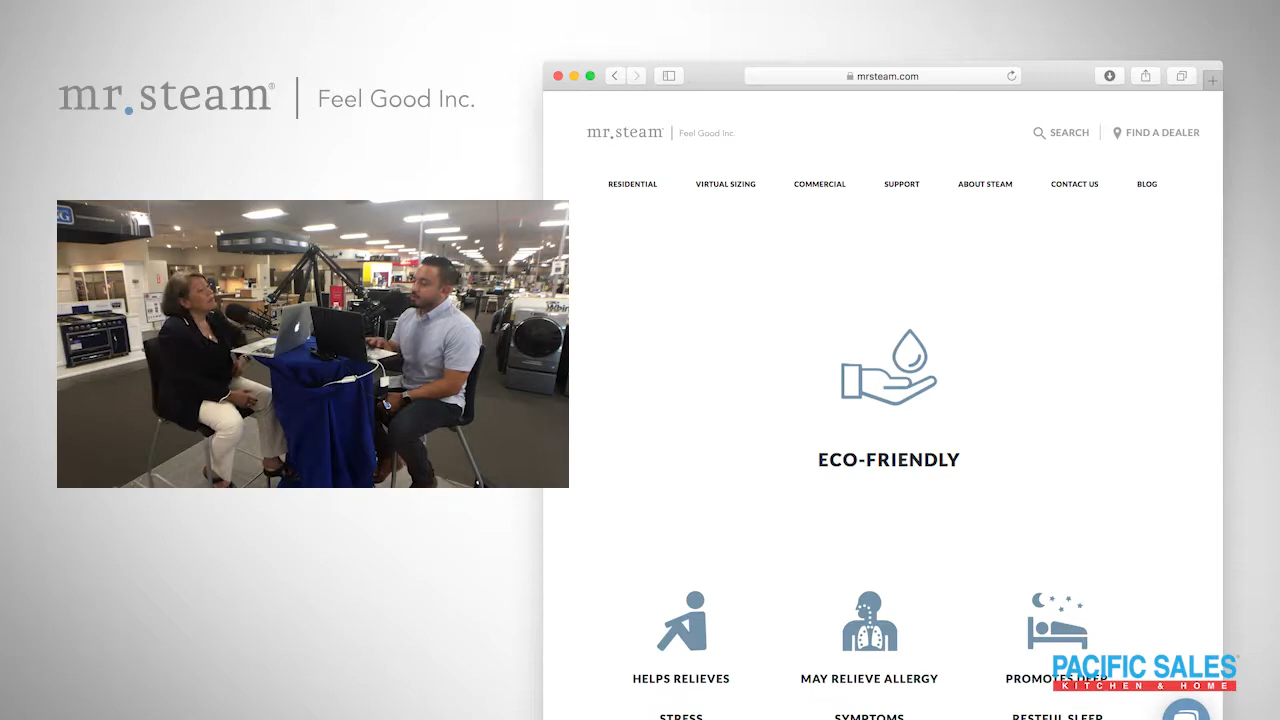 mr.steam® | Feel Good Inc.
mrsteam.com
mr.steam® | Feel Good Inc.
SEARCH
FIND A DEALER
RESIDENTIAL
VIRTUAL SIZING
COMMERCIAL
SUPPORT
ABOUT STEAM
CONTACT US
BLOG
ECO-FRIENDLY
HELPS RELIEVES
STRESS
MAY RELIEVE ALLERGY
SYMPTOMS
PROMOTES DEEP
RESTFUL SLEEP
PACIFIC SALES
KITCHEN & HOME